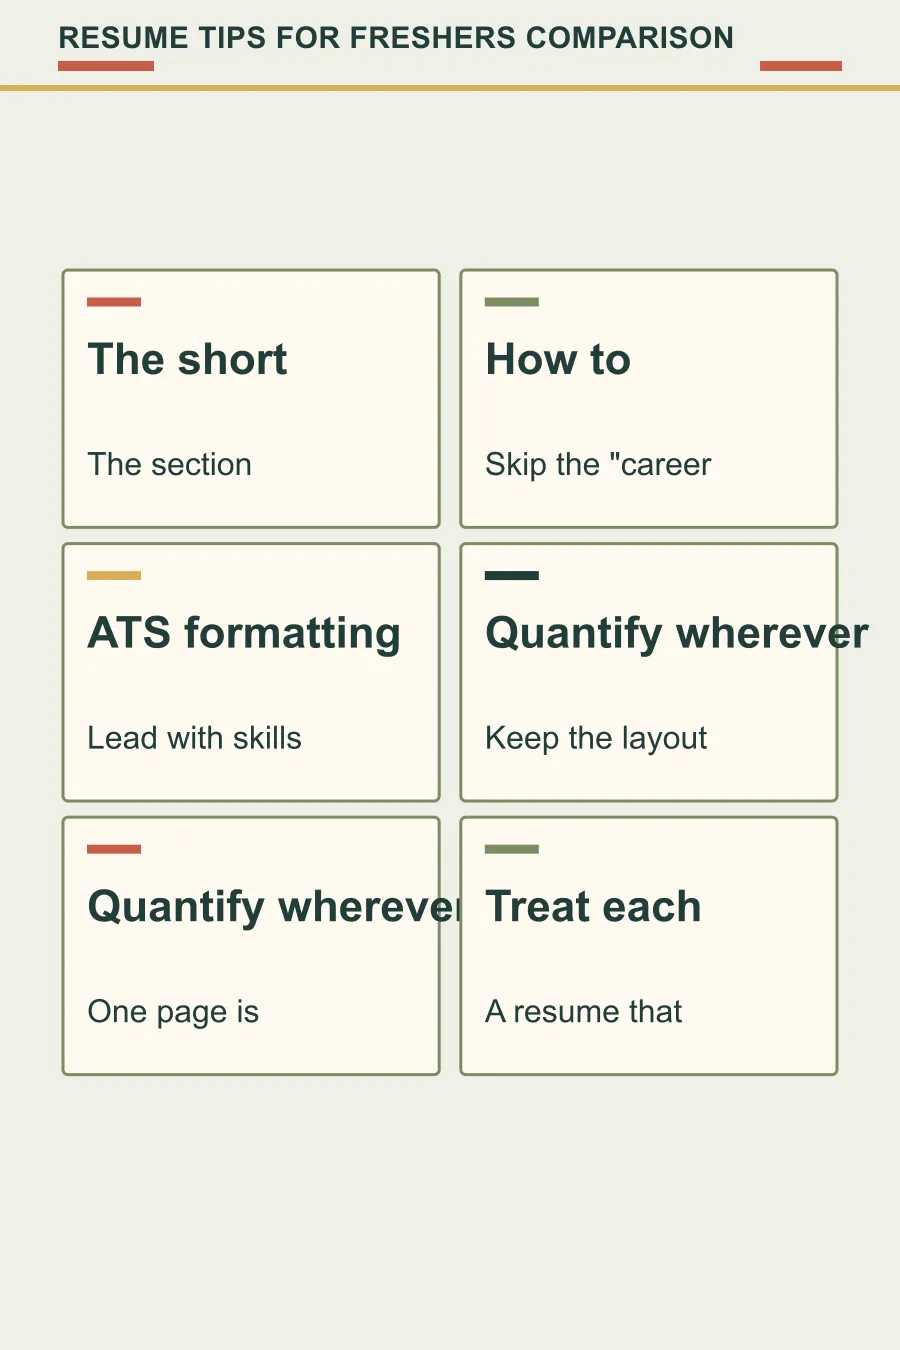 RESUME TIPS FOR FRESHERS COMPARISON
The short
The section
How to
Skip the "career
ATS formatting
Lead with skills
Quantify wherever
Keep the layout
Quantify wherever
One page is
Treat each
A resume that